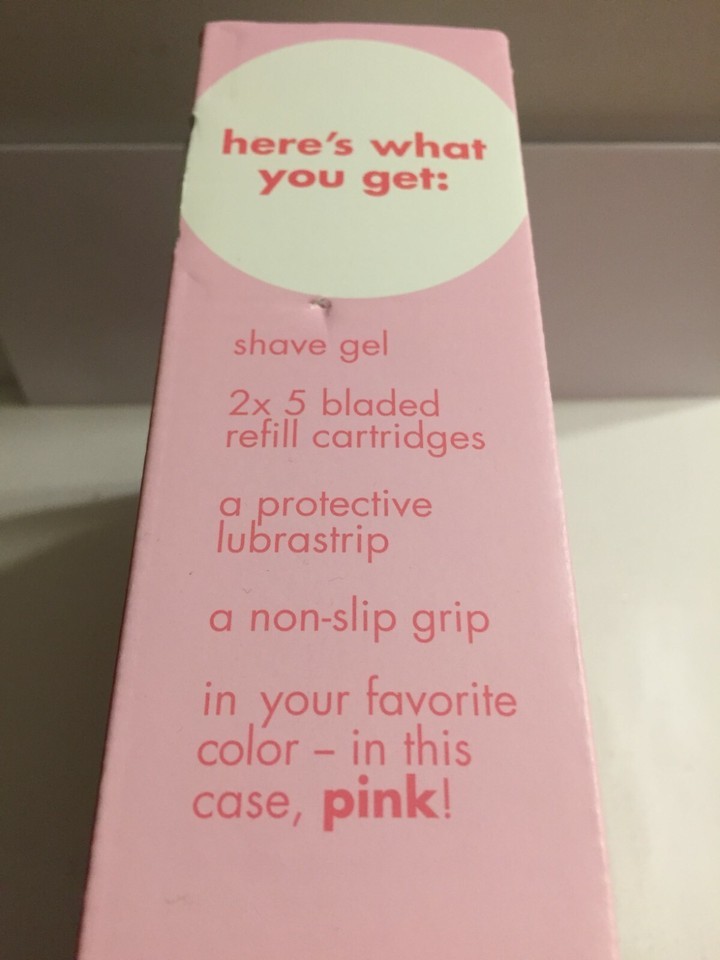 here's what
you get:
shave gel
2x 5 bladed
refill cartridges
a protective
lubrastrip
a non-slip grip
in your favorite
color – in this
case, pink!